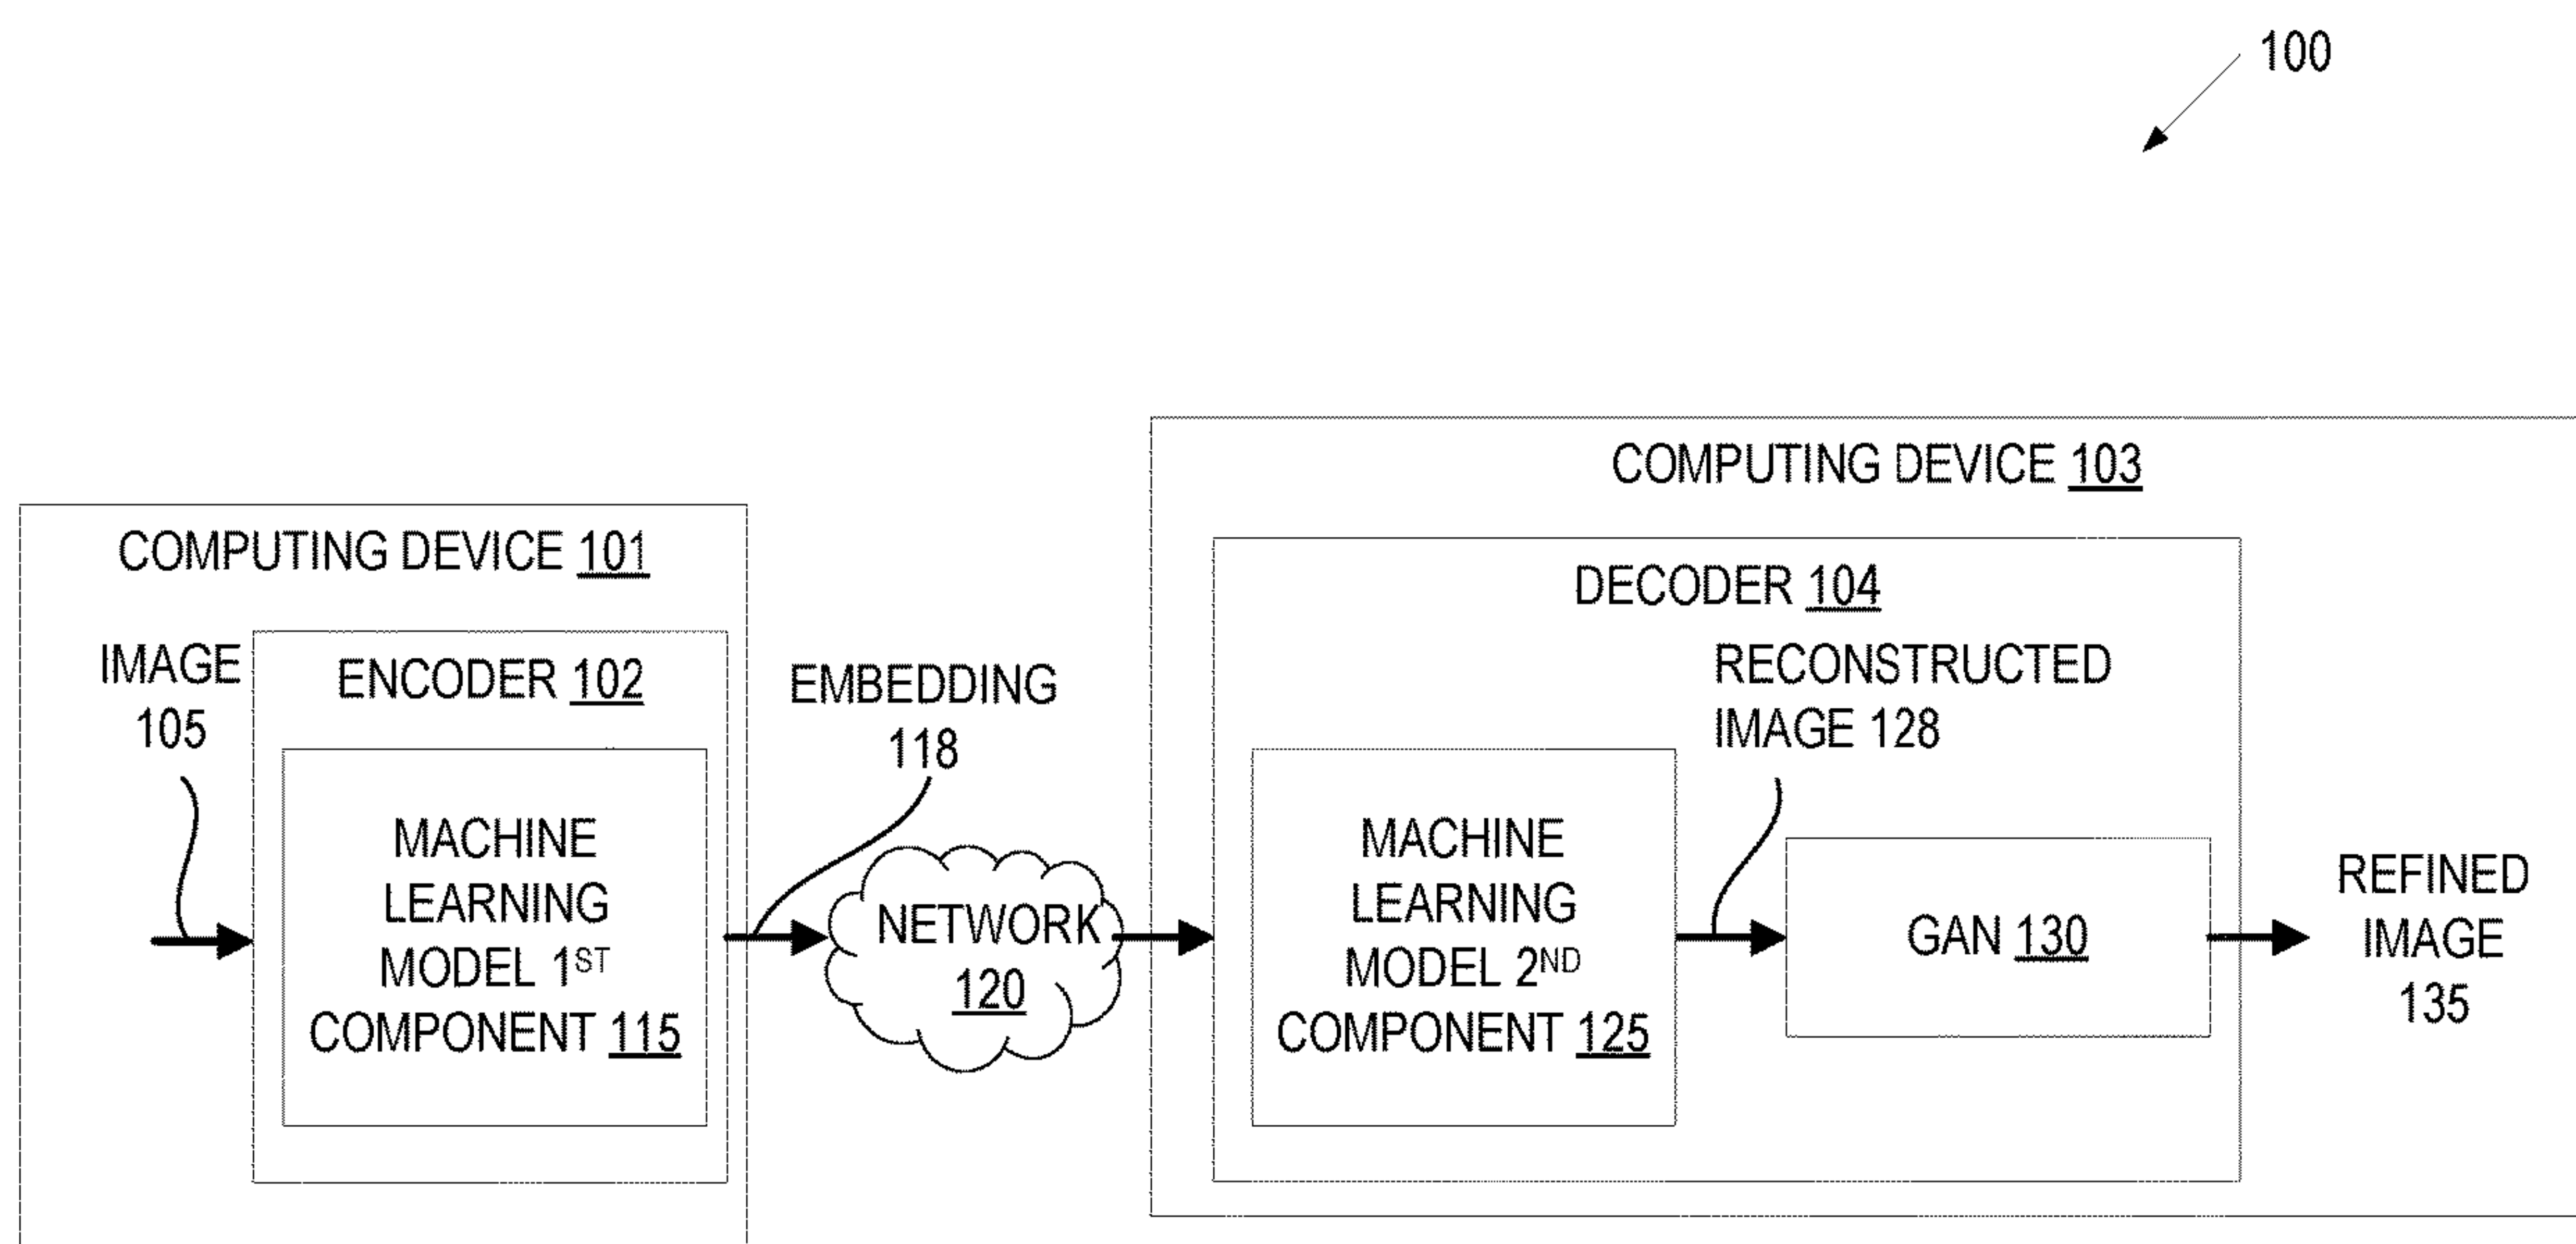 100
COMPUTING DEVICE 101
IMAGE
105
ENCODER 102
MACHINE
LEARNING
MODEL 1ST
COMPONENT 115
EMBEDDING
118
NETWORK
120
COMPUTING DEVICE 103
DECODER 104
MACHINE
LEARNING
MODEL 2ND
COMPONENT 125
RECONSTRUCTED
IMAGE 128
GAN 130
REFINED
IMAGE
135